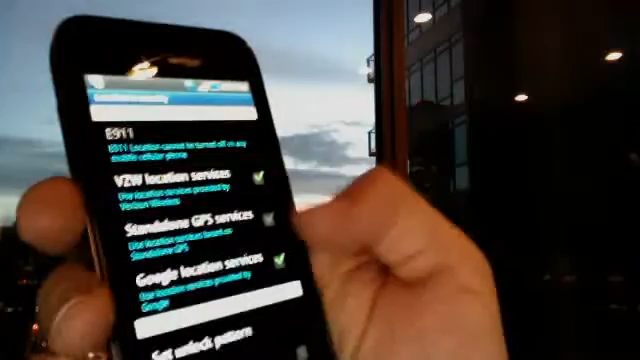 E911
E911 Location cannot be turned off on any
mobile cellular phone
VZW location services
Use location services provided by
Verizon Wireless
Standalone GPS services
Use location services based on
Standalone GPS
Google location services
Use location services provided by
Google
Set unlock pattern